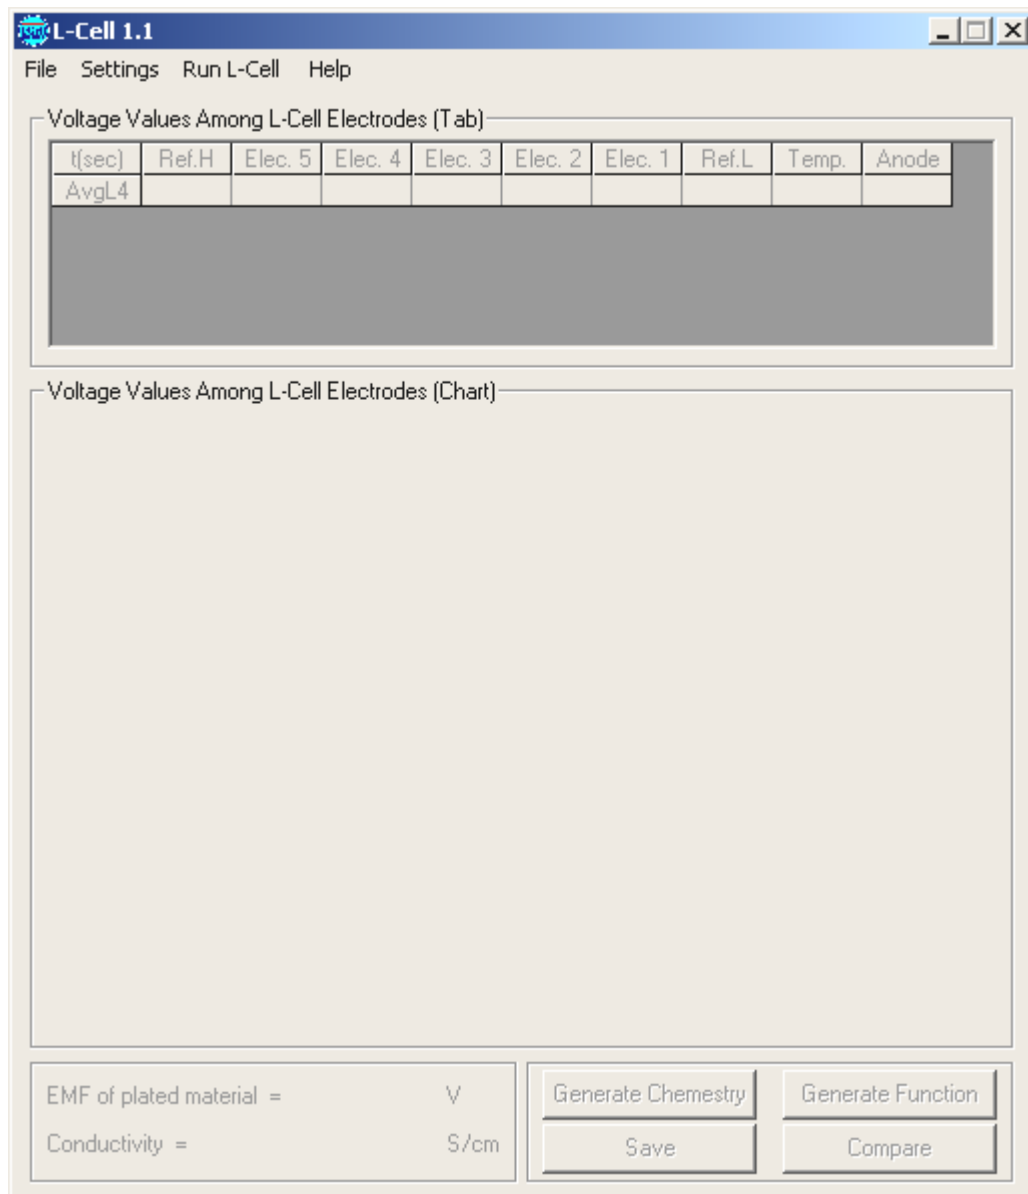 L-Cell 1.1
File Settings Run L-Cell Help
Voltage Values Among L-Cell Electrodes (Tab)
t(sec) Ref.H Elec. 5 Elec. 4 Elec. 3 Elec. 2 Elec. 1 Ref.L Temp. Anode
AvgL4
Voltage Values Among L-Cell Electrodes (Chart)
EMF of plated material = V
Conductivity = S/cm
Generate Chemestry Generate Function
Save Compare